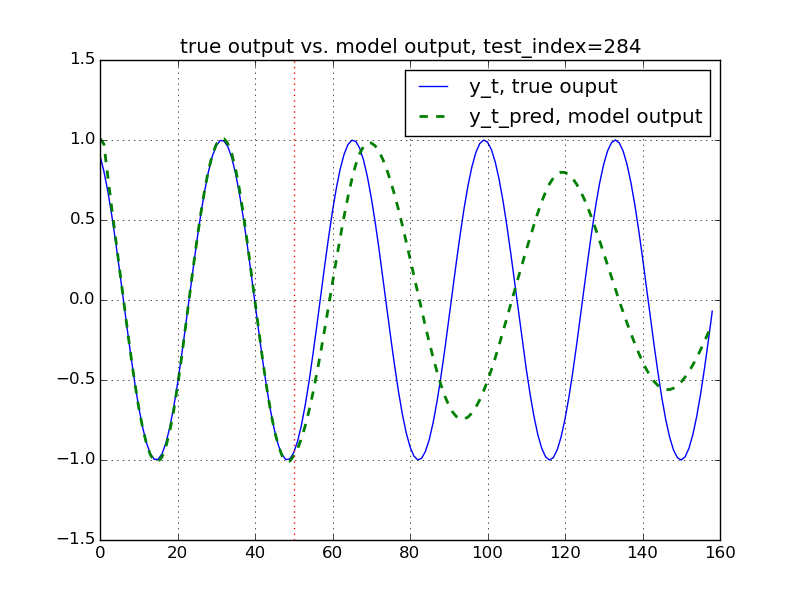 true output vs. model output, test_index=284
y_t, true ouput
y_t_pred, model output
1.5
1.0
0.5
0.0
−0.5
−1.0
−1.5
0 20 40 60 80 100 120 140 160